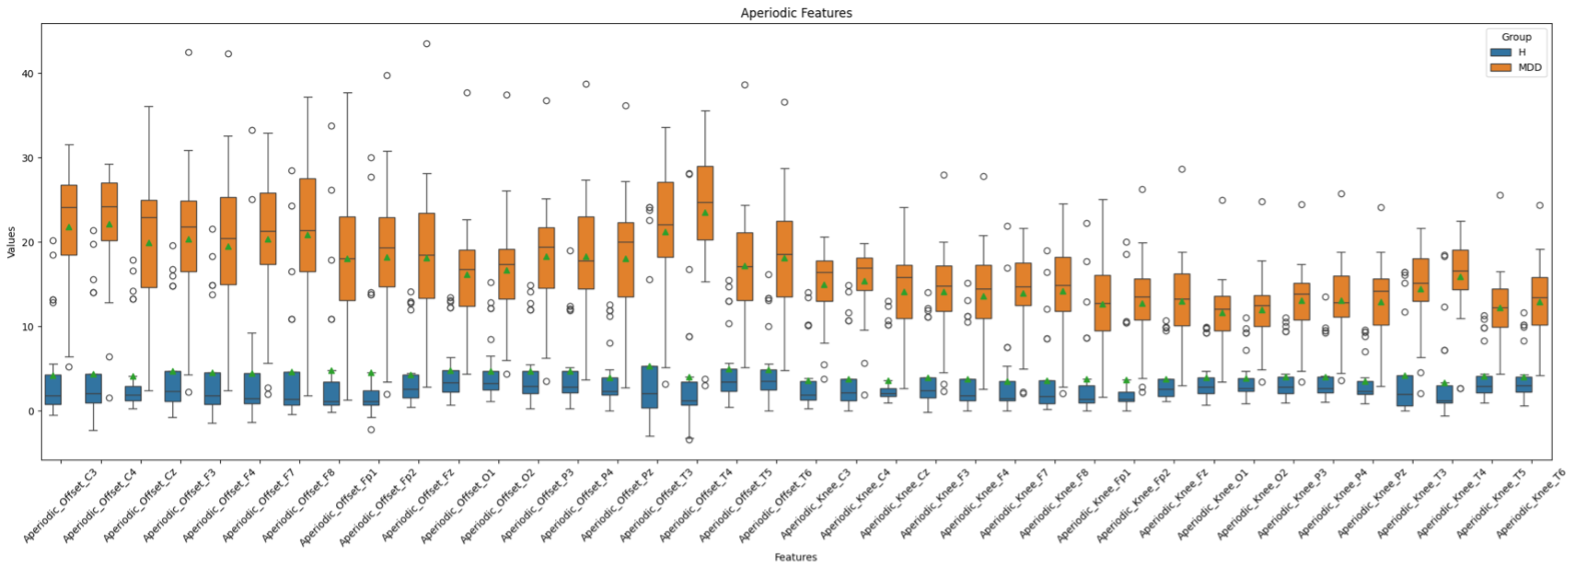 Aperiodic Features
Group
H
MDD
Values
40
30
20
10
0
Aperiodic_Offset_C3
Aperiodic_Offset_C4
Aperiodic_Offset_Cz
Aperiodic_Offset_F3
Aperiodic_Offset_F4
Aperiodic_Offset_F7
Aperiodic_Offset_F8
Aperiodic_Offset_Fp1
Aperiodic_Offset_Fp2
Aperiodic_Offset_Fz
Aperiodic_Offset_O1
Aperiodic_Offset_O2
Aperiodic_Offset_P3
Aperiodic_Offset_P4
Aperiodic_Offset_Pz
Aperiodic_Offset_T3
Aperiodic_Offset_T4
Aperiodic_Offset_T5
Aperiodic_Offset_T6
Aperiodic_Knee_C3
Aperiodic_Knee_C4
Aperiodic_Knee_Cz
Aperiodic_Knee_F3
Aperiodic_Knee_F4
Aperiodic_Knee_F7
Aperiodic_Knee_F8
Aperiodic_Knee_Fp1
Aperiodic_Knee_Fp2
Aperiodic_Knee_Fz
Aperiodic_Knee_O1
Aperiodic_Knee_O2
Aperiodic_Knee_P3
Aperiodic_Knee_P4
Aperiodic_Knee_Pz
Aperiodic_Knee_T3
Aperiodic_Knee_T4
Aperiodic_Knee_T5
Aperiodic_Knee_T6
Features